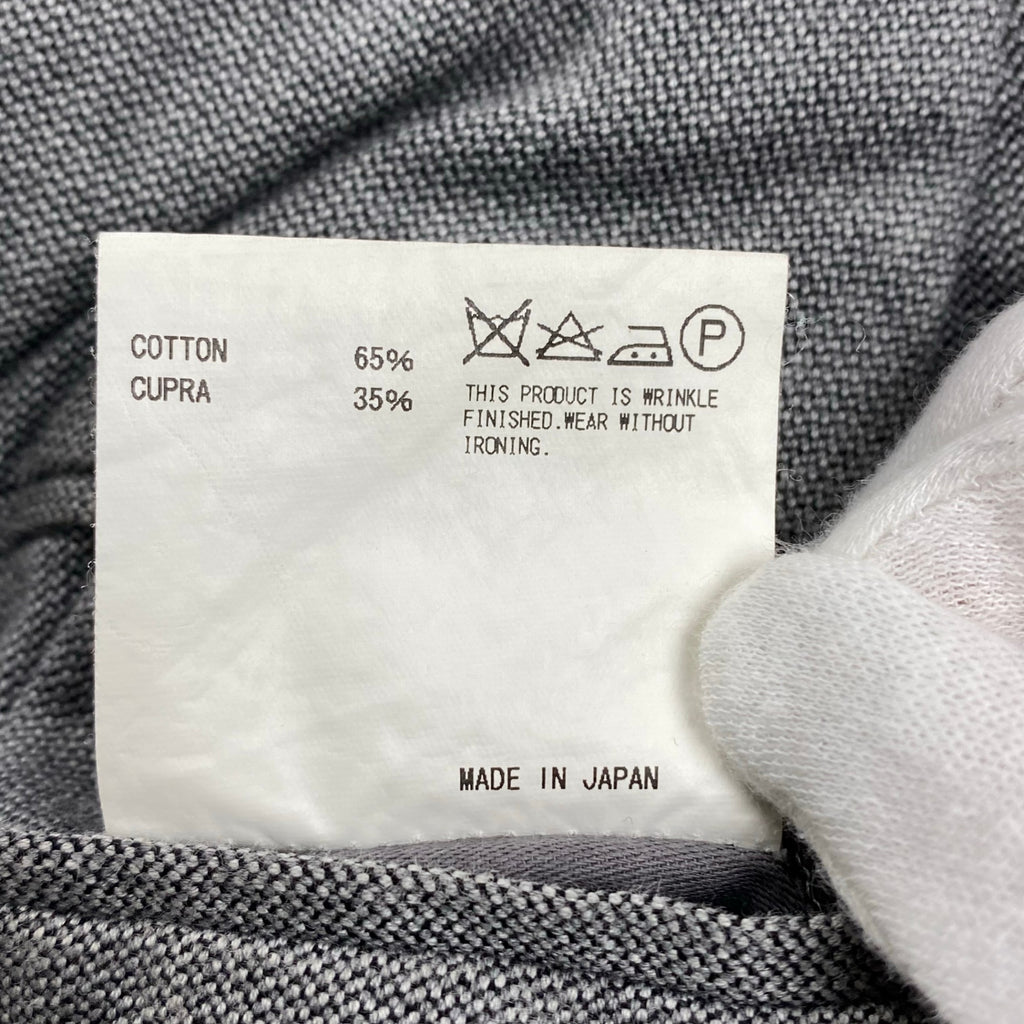 COTTON 65%
CUPRA 35%
P
THIS PRODUCT IS WRINKLE
FINISHED.WEAR WITHOUT
IRONING.
MADE IN JAPAN